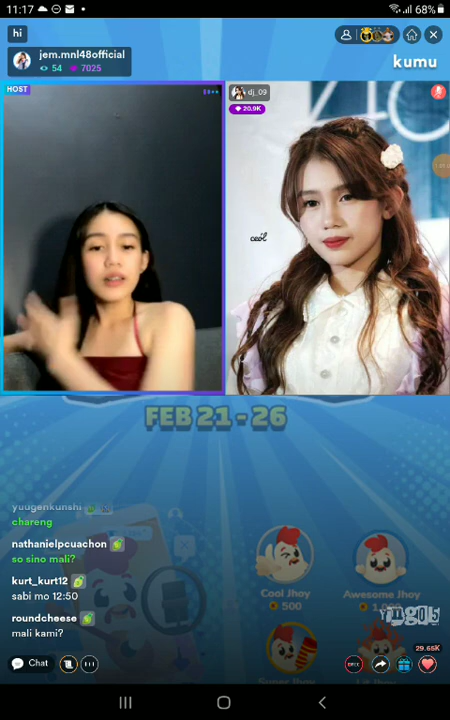 11:17
68%
hi
jem.mnl48official
54 7025
kumu
HOST
dj_09
20.9K
ceól
FEB 21 - 26
yuugenkunshi
chareng
nathanielpcuachon
so sino mali?
kurt_kurt12
sabi mo 12:50
roundcheese
mali kami?
Cool Jhoy
500
Awesome Jhoy
Chat
29.65K